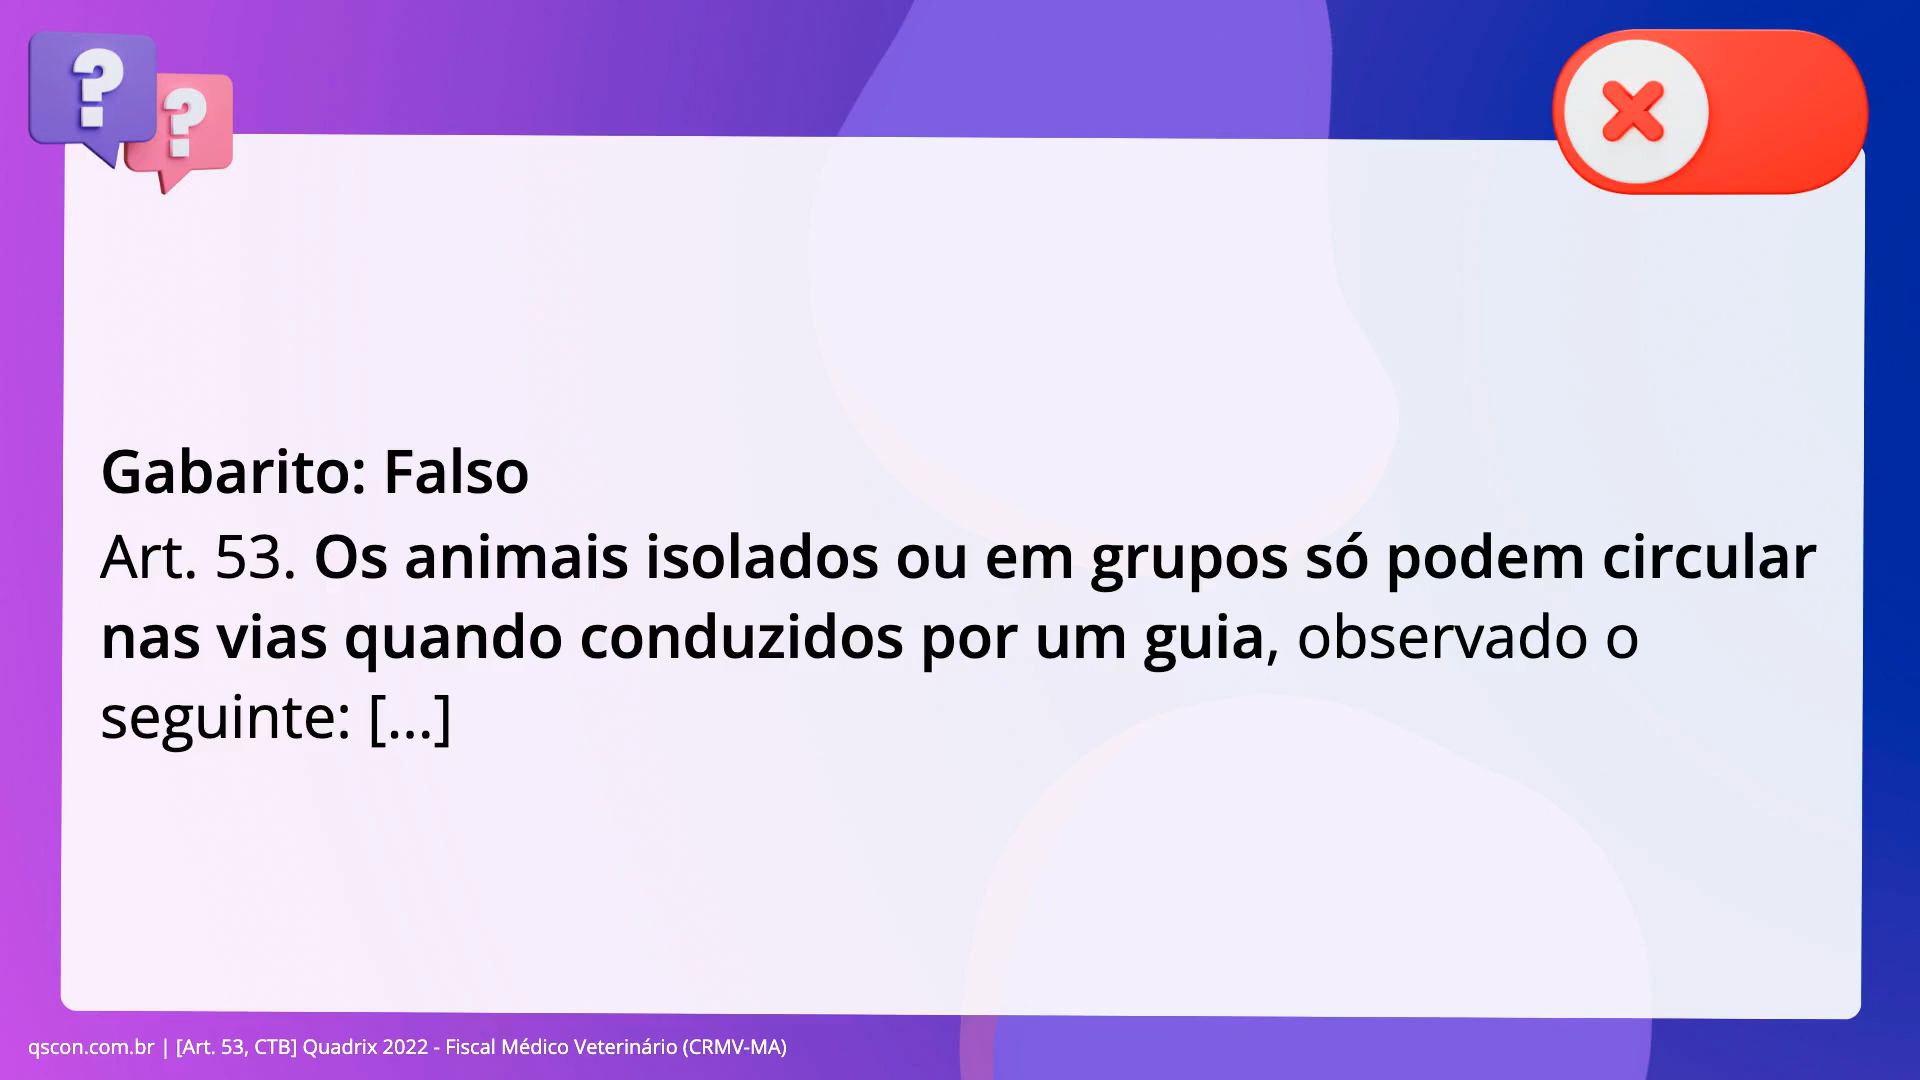 Gabarito: Falso
Art. 53. Os animais isolados ou em grupos só podem circular
nas vias quando conduzidos por um guia, observado o
seguinte: [...]
qscon.com.br | [Art. 53, CTB] Quadrix 2022 - Fiscal Médico Veterinário (CRMV-MA)